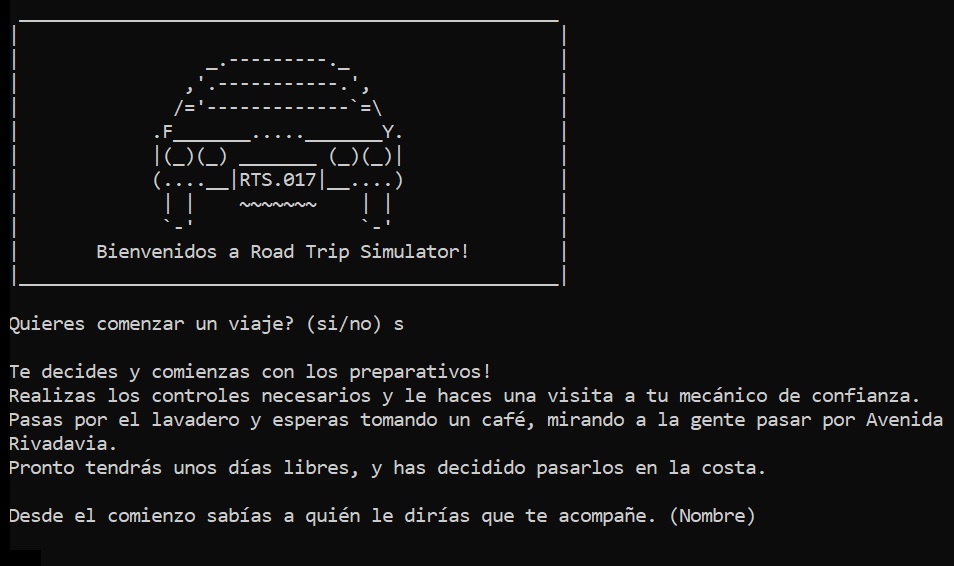 RTS.017
Bienvenidos a Road Trip Simulator!
Quieres comenzar un viaje? (si/no) s
Te decides y comienzas con los preparativos!
Realizas los controles necesarios y le haces una visita a tu mecánico de confianza.
Pasas por el lavadero y esperas tomando un café, mirando a la gente pasar por Avenida
Rivadavia.
Pronto tendrás unos días libres, y has decidido pasarlos en la costa.
Desde el comienzo sabías a quién le dirías que te acompañe. (Nombre)